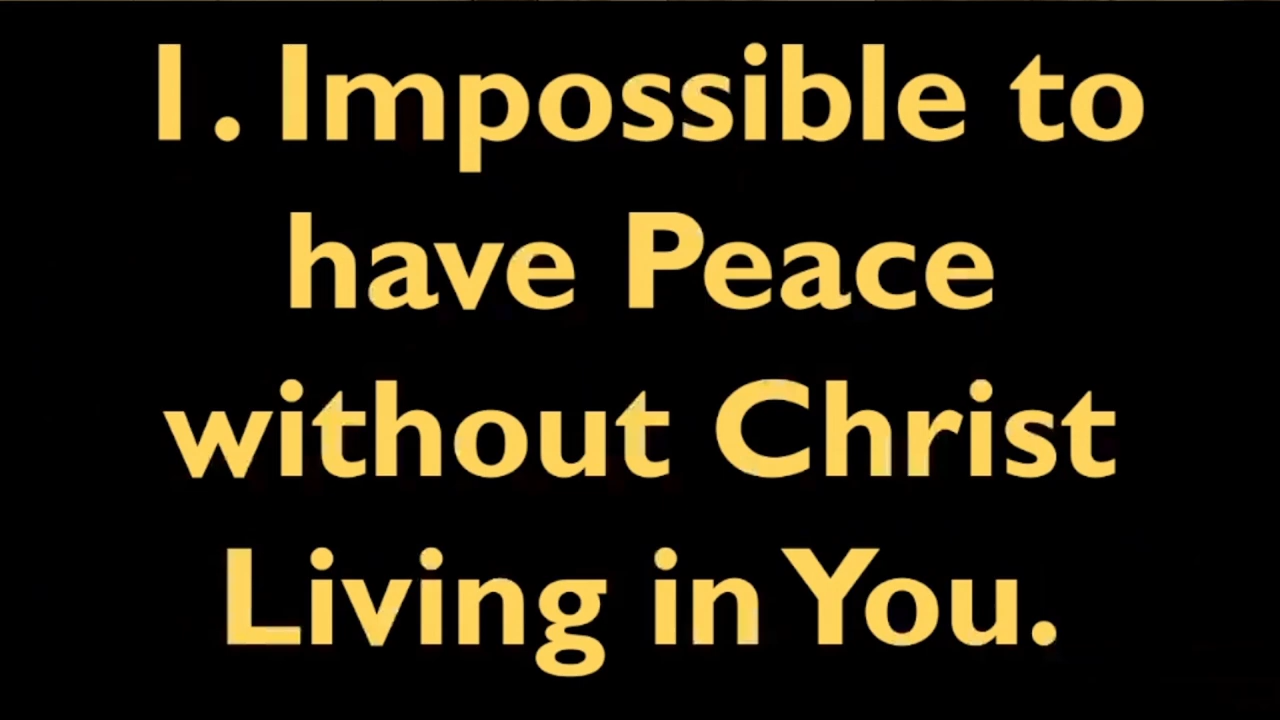 1. Impossible to
have Peace
without Christ
Living in You.